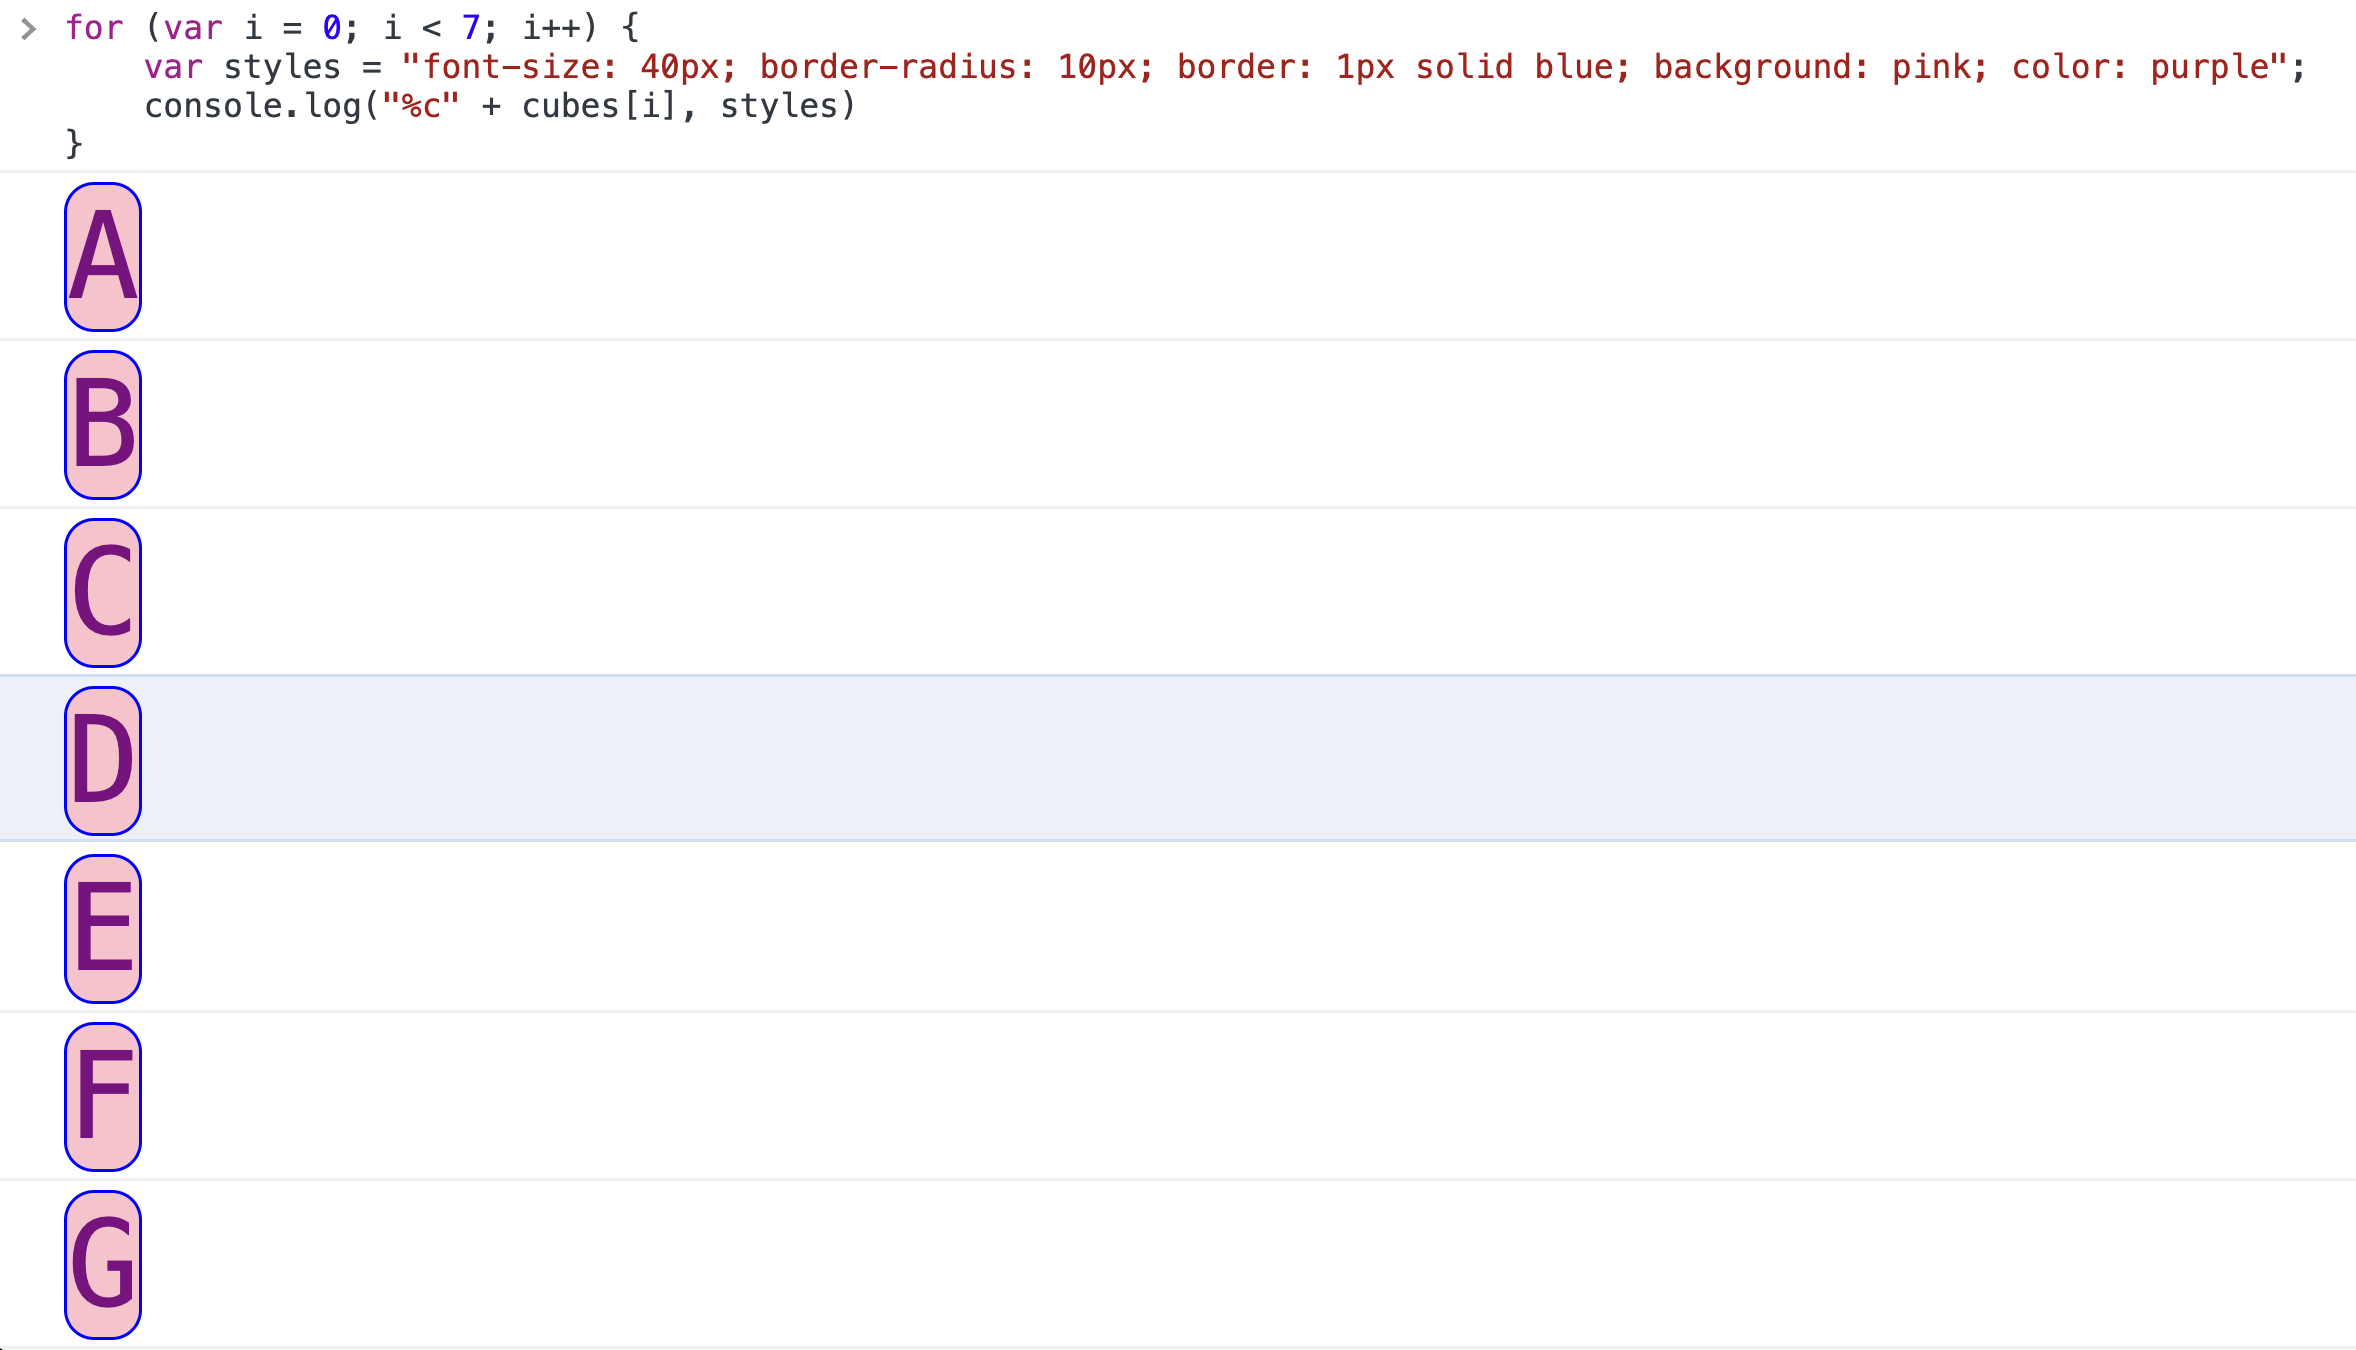 > for (var i = 0; i < 7; i++) {
var styles = "font-size: 40px; border-radius: 10px; border: 1px solid blue; background: pink; color: purple";
console.log("%c" + cubes[i], styles)
}
A
B
C
D
E
F
G